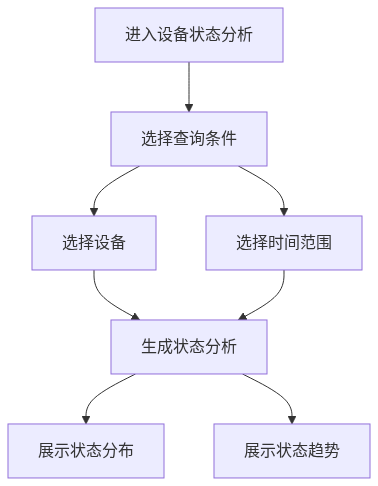 进入设备状态分析
选择查询条件
选择设备
选择时间范围
生成状态分析
展示状态分布
展示状态趋势